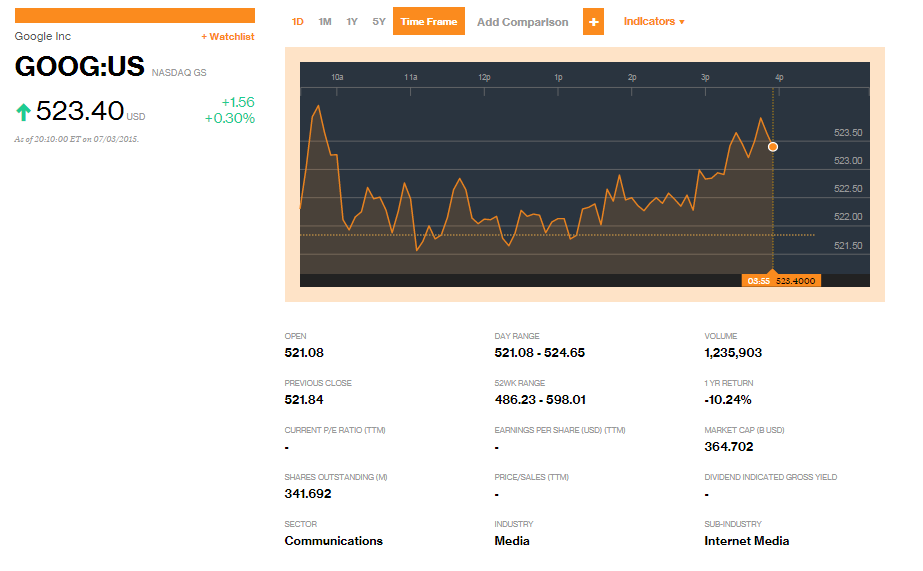 1D 1M 1Y 5Y Time Frame Add Comparison + Indicators ▾
Google Inc + Watchlist
GOOG:US NASDAQ GS
523.40 USD +1.56
+0.30%
As of 20:10:00 ET on 07/03/2015.
10a 11a 12p 1p 2p 3p 4p
523.50
523.00
522.50
522.00
521.50
03:55 523.4000
OPEN DAY RANGE VOLUME
521.08 521.08 - 524.65 1,235,903
PREVIOUS CLOSE 52WK RANGE 1 YR RETURN
521.84 486.23 - 598.01 -10.24%
CURRENT P/E RATIO (TTM) EARNINGS PER SHARE (USD) (TTM) MARKET CAP (B USD)
- - 364.702
SHARES OUTSTANDING (M) PRICE/SALES (TTM) DIVIDEND INDICATED GROSS YIELD
341.692 - -
SECTOR INDUSTRY SUB-INDUSTRY
Communications Media Internet Media